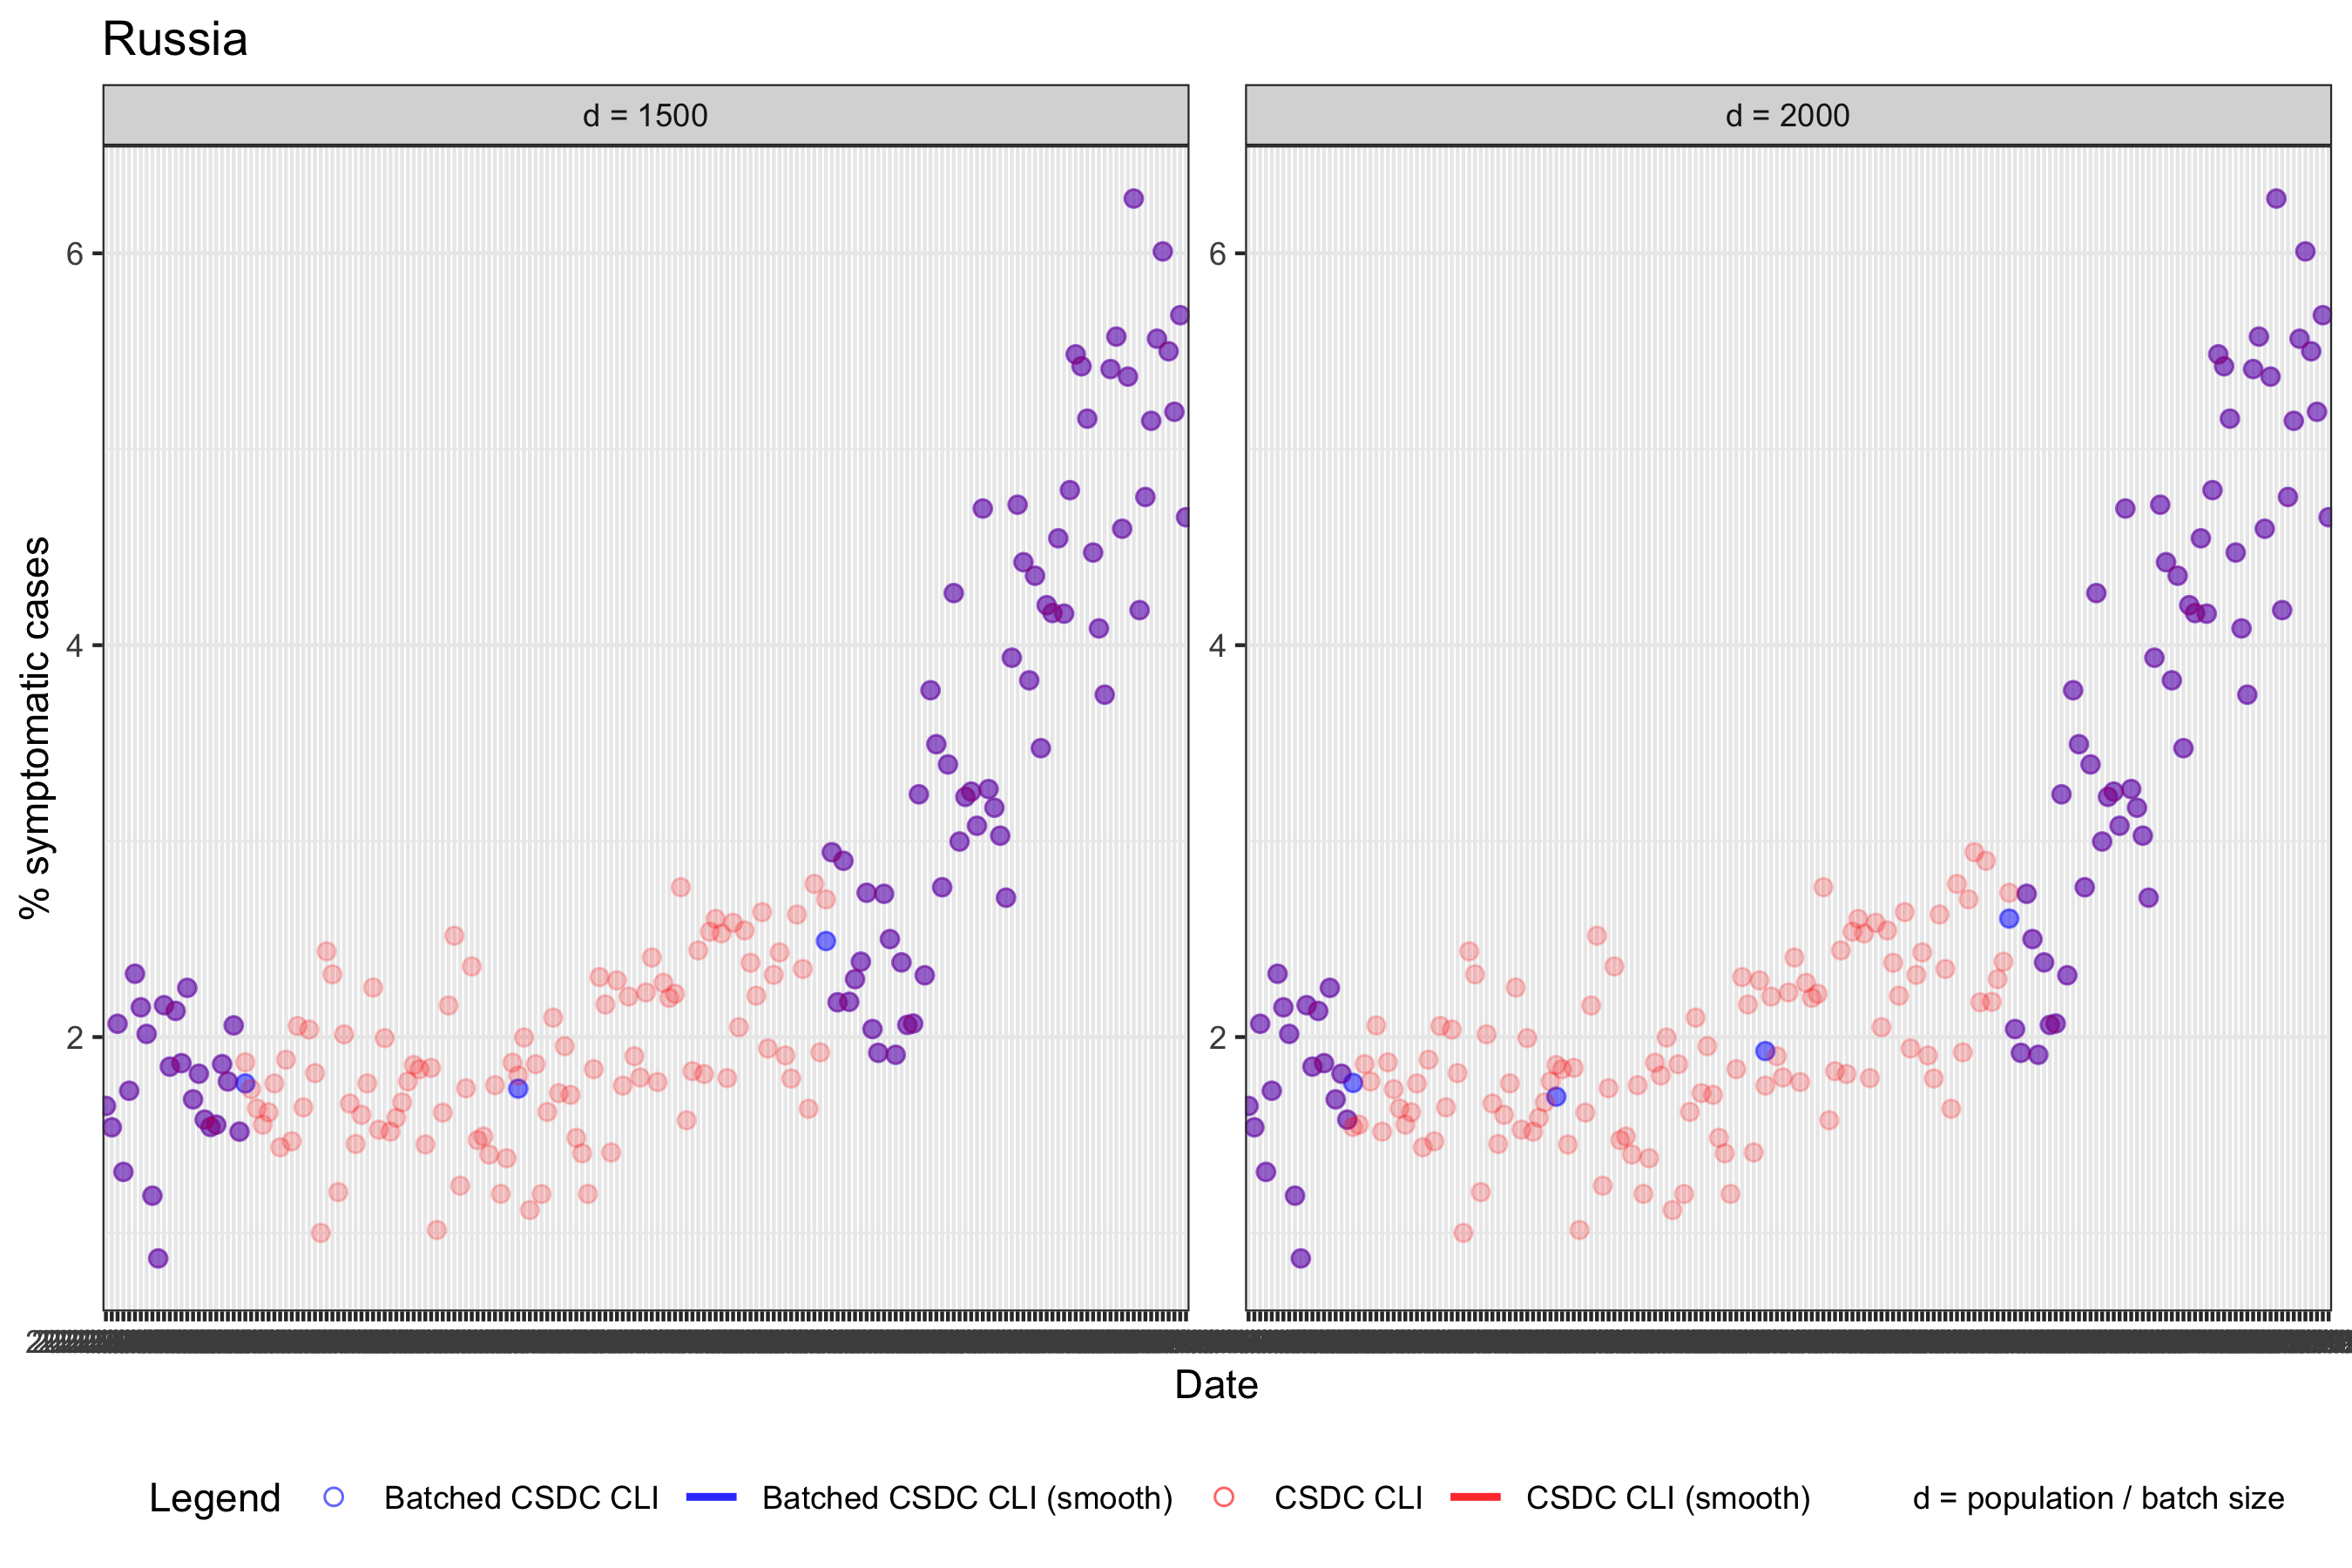 Russia
d = 1500
d = 2000
% symptomatic cases
6
4
2
6
4
2
Date
Legend
Batched CSDC CLI
Batched CSDC CLI (smooth)
CSDC CLI
CSDC CLI (smooth)
d = population / batch size